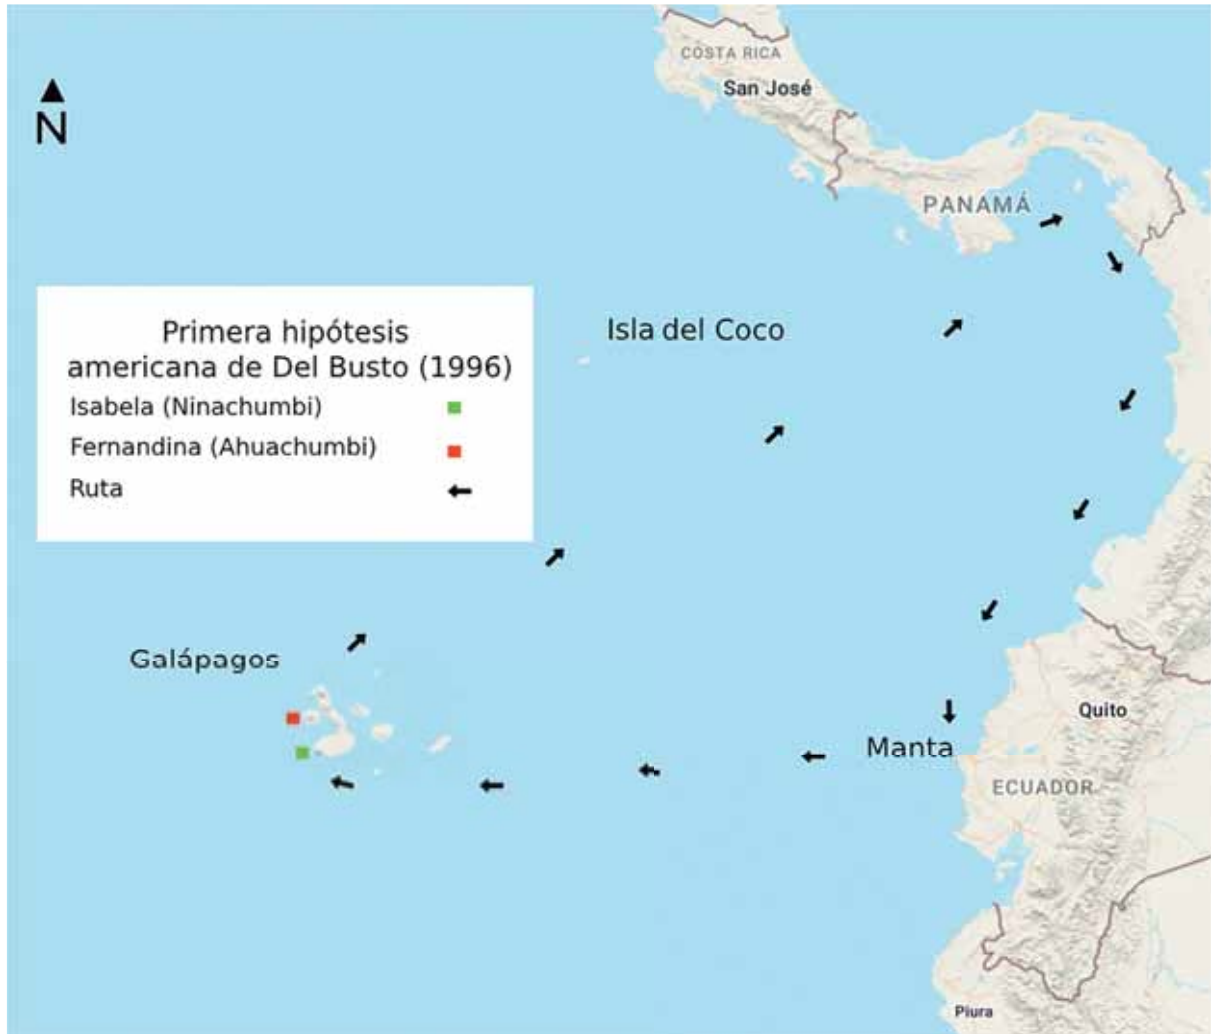 COSTA RICA
San José
N
PANAMÁ
Isla del Coco
Primera hipótesis
americana de Del Busto (1996)
Isabela (Ninachumbi)
Fernandina (Ahuachumbi)
Ruta
Galápagos
Quito
Manta
ECUADOR
Piura